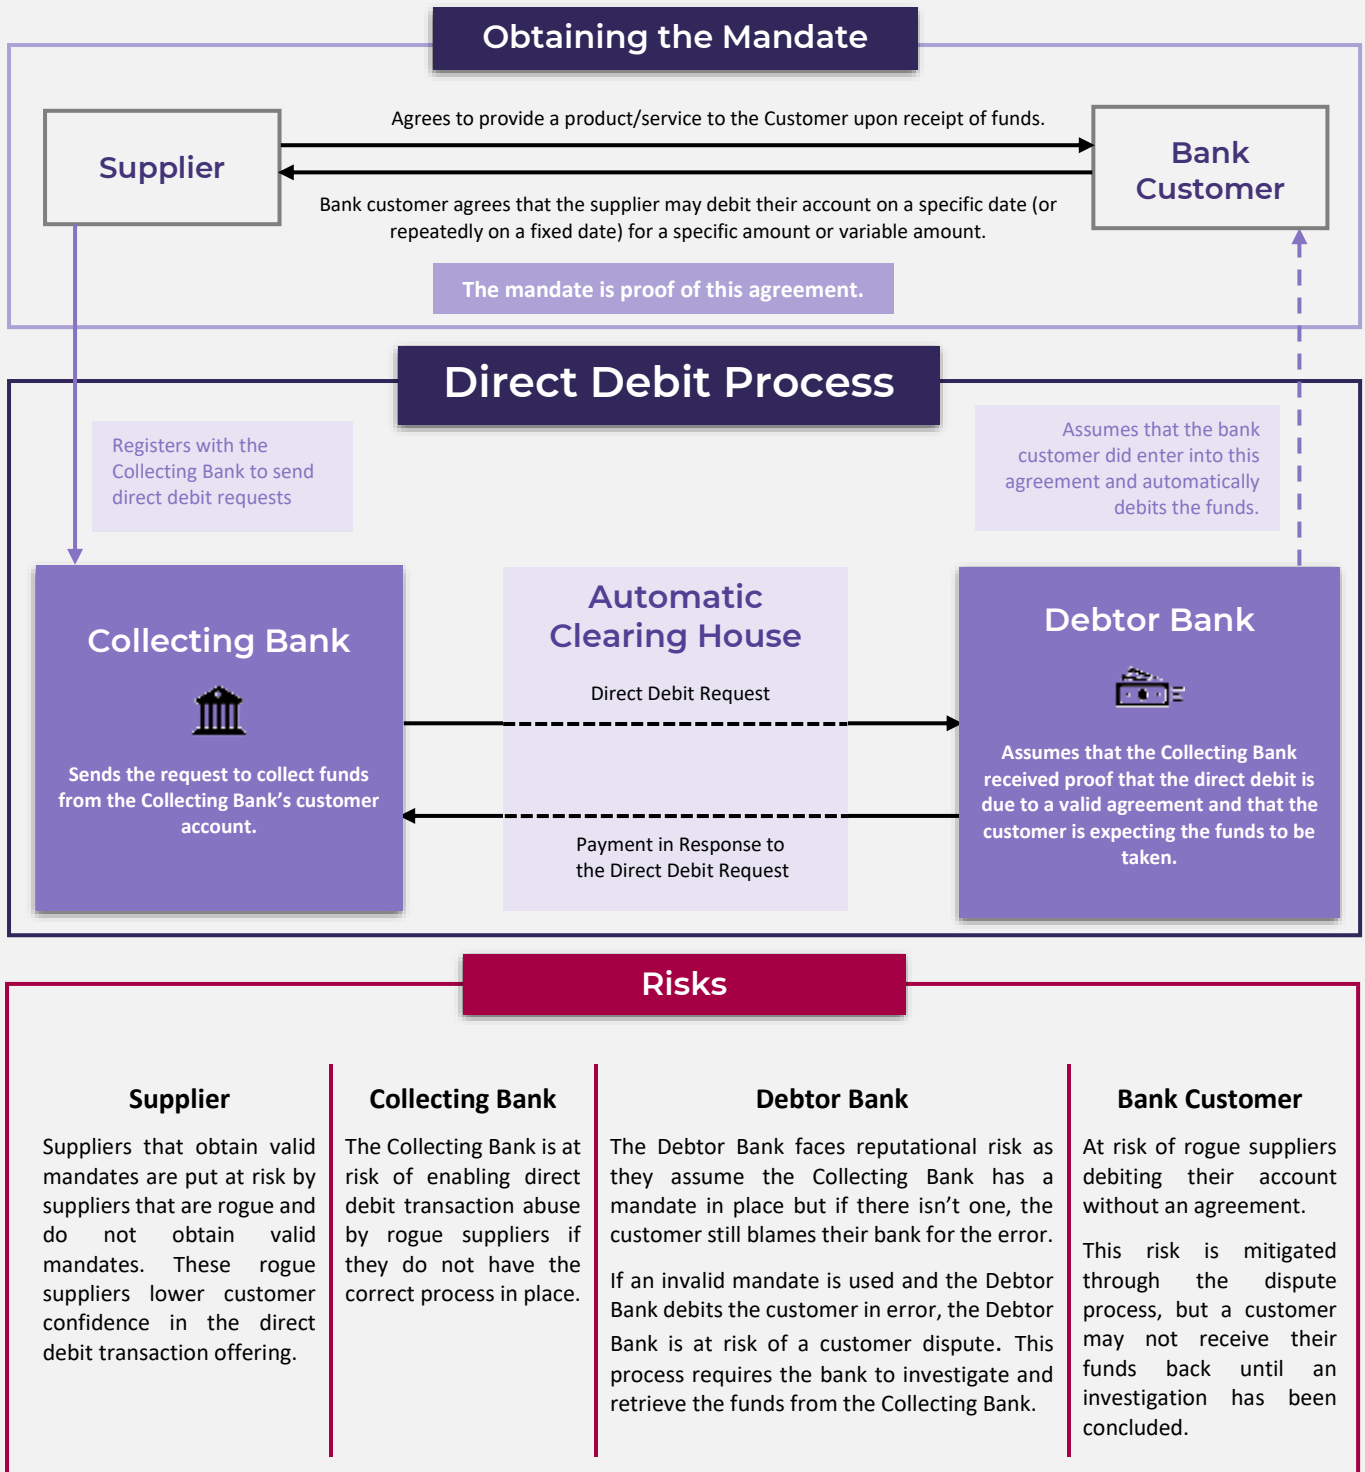 Obtaining the Mandate
Supplier
Agrees to provide a product/service to the Customer upon receipt of funds.
Bank
Customer
Bank customer agrees that the supplier may debit their account on a specific date (or
repeatedly on a fixed date) for a specific amount or variable amount.
The mandate is proof of this agreement.
Direct Debit Process
Registers with the
Collecting Bank to send
direct debit requests
Assumes that the bank
customer did enter into this
agreement and automatically
debits the funds.
Collecting Bank
Sends the request to collect funds
from the Collecting Bank’s customer
account.
Automatic
Clearing House
Direct Debit Request
Payment in Response to
the Direct Debit Request
Debtor Bank
Assumes that the Collecting Bank
received proof that the direct debit is
due to a valid agreement and that the
customer is expecting the funds to be
taken.
Risks
Supplier
Suppliers that obtain valid
mandates are put at risk by
suppliers that are rogue and
do not obtain valid
mandates. These rogue
suppliers lower customer
confidence in the direct
debit transaction offering.
Collecting Bank
The Collecting Bank is at
risk of enabling direct
debit transaction abuse
by rogue suppliers if
they do not have the
correct process in place.
Debtor Bank
The Debtor Bank faces reputational risk as
they assume the Collecting Bank has a
mandate in place but if there isn’t one, the
customer still blames their bank for the error.
If an invalid mandate is used and the Debtor
Bank debits the customer in error, the Debtor
Bank is at risk of a customer dispute. This
process requires the bank to investigate and
retrieve the funds from the Collecting Bank.
Bank Customer
At risk of rogue suppliers
debiting their account
without an agreement.
This risk is mitigated
through the dispute
process, but a customer
may not receive their
funds back until an
investigation has been
concluded.